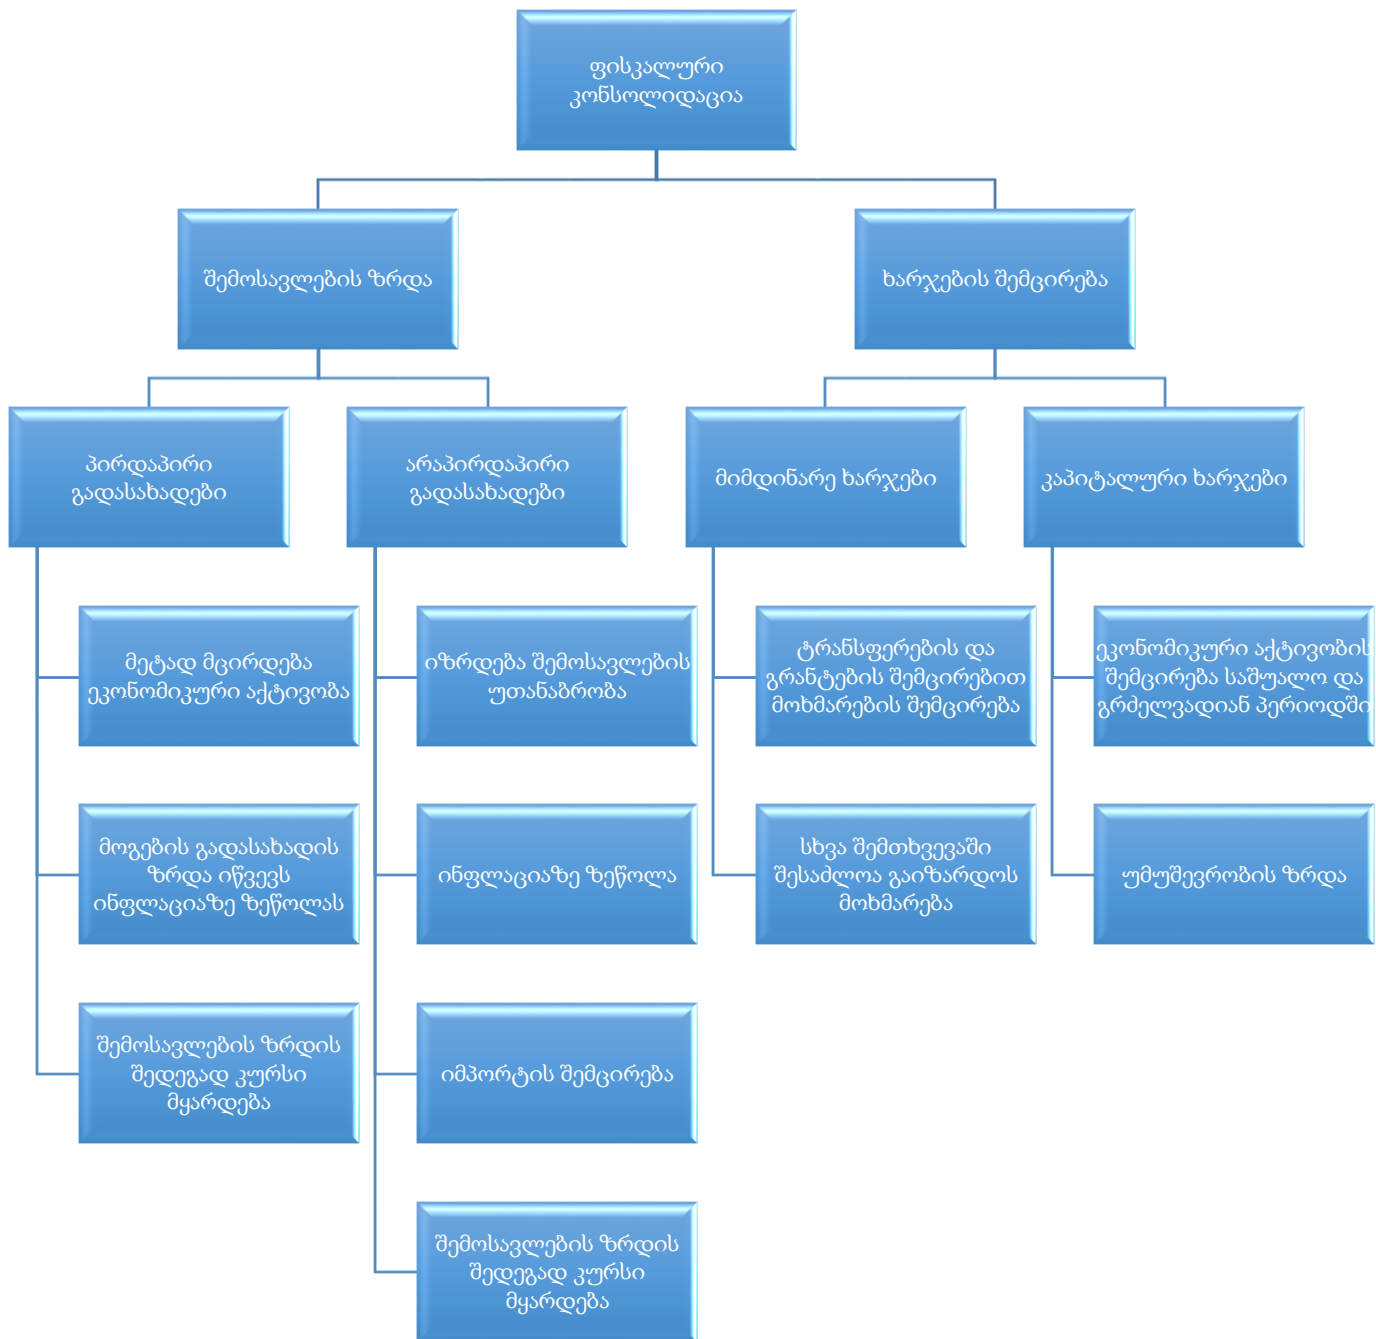 ფისკალური
კონსოლიდაცია
შემოსავლების ზრდა
ხარჯების შემცირება
პირდაპირი
გადასახადები
არაპირდაპირი
გადასახადები
მიმდინარე ხარჯები
კაპიტალური ხარჯები
მეტად მცირდება
ეკონომიკური აქტივობა
იზრდება შემოსავლების
უთანაბრობა
ტრანსფერების და
გრანტების შემცირებით
მოხმარების შემცირება
ეკონომიკური აქტივობის
შემცირება საშუალო და
გრძელვადიან პერიოდში
მოგების გადასახადის
ზრდა იწვევს
ინფლაციაზე ზეწოლას
ინფლაციაზე ზეწოლა
სხვა შემთხვევაში
შესაძლოა გაიზარდოს
მოხმარება
უმუშევრობის ზრდა
შემოსავლების ზრდის
შედეგად კურსი
მყარდება
იმპორტის შემცირება
შემოსავლების ზრდის
შედეგად კურსი
მყარდება